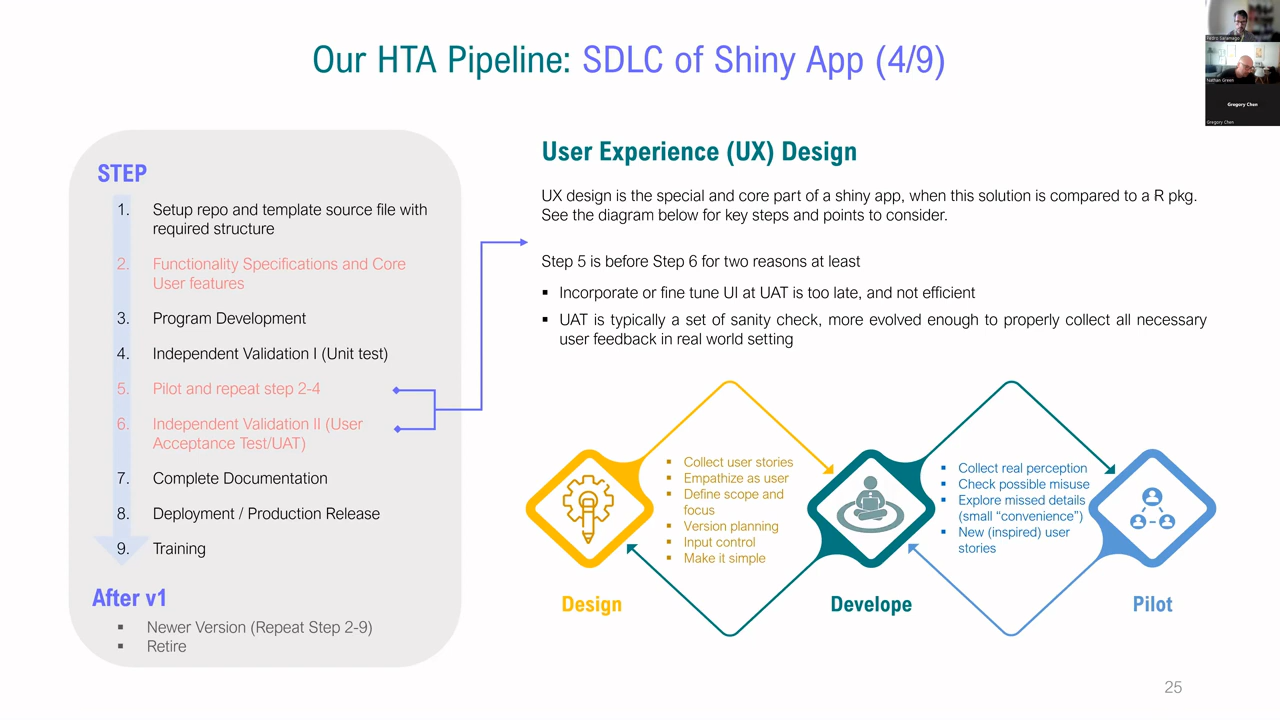 Our HTA Pipeline: SDLC of Shiny App (4/9)
Pedro Saramago
Nathan Green
Gregory Chen
Gregory Chen
STEP
1. Setup repo and template source file with
required structure
2. Functionality Specifications and Core
User features
3. Program Development
4. Independent Validation I (Unit test)
5. Pilot and repeat step 2-4
6. Independent Validation II (User
Acceptance Test/UAT)
7. Complete Documentation
8. Deployment / Production Release
9. Training
After v1
▪ Newer Version (Repeat Step 2-9)
▪ Retire
User Experience (UX) Design
UX design is the special and core part of a shiny app, when this solution is compared to a R pkg.
See the diagram below for key steps and points to consider.
Step 5 is before Step 6 for two reasons at least
▪ Incorporate or fine tune UI at UAT is too late, and not efficient
▪ UAT is typically a set of sanity check, more evolved enough to properly collect all necessary
user feedback in real world setting
▪ Collect user stories
▪ Empathize as user
▪ Define scope and
focus
▪ Version planning
▪ Input control
▪ Make it simple
▪ Collect real perception
▪ Check possible misuse
▪ Explore missed details
(small “convenience”)
▪ New (inspired) user
stories
Design
Develope
Pilot
25